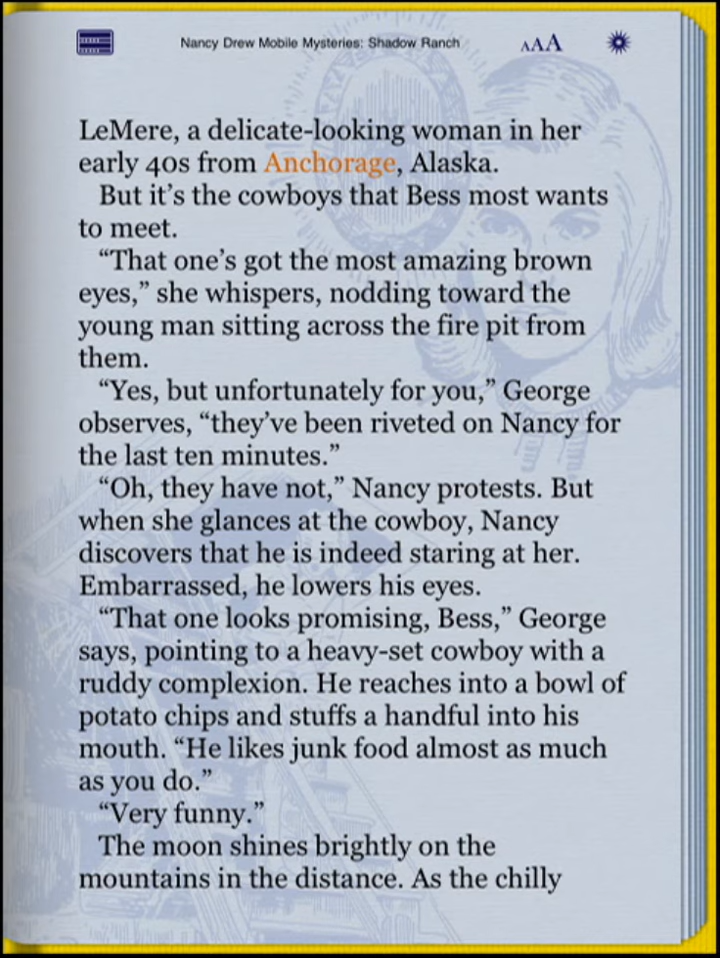 Nancy Drew Mobile Mysteries: Shadow Ranch
AAA
LeMere, a delicate-looking woman in her
early 40s from Anchorage, Alaska.
But it’s the cowboys that Bess most wants
to meet.
“That one’s got the most amazing brown
eyes,” she whispers, nodding toward the
young man sitting across the fire pit from
them.
“Yes, but unfortunately for you,” George
observes, “they’ve been riveted on Nancy for
the last ten minutes.”
“Oh, they have not,” Nancy protests. But
when she glances at the cowboy, Nancy
discovers that he is indeed staring at her.
Embarrassed, he lowers his eyes.
“That one looks promising, Bess,” George
says, pointing to a heavy-set cowboy with a
ruddy complexion. He reaches into a bowl of
potato chips and stuffs a handful into his
mouth. “He likes junk food almost as much
as you do.”
“Very funny.”
The moon shines brightly on the
mountains in the distance. As the chilly